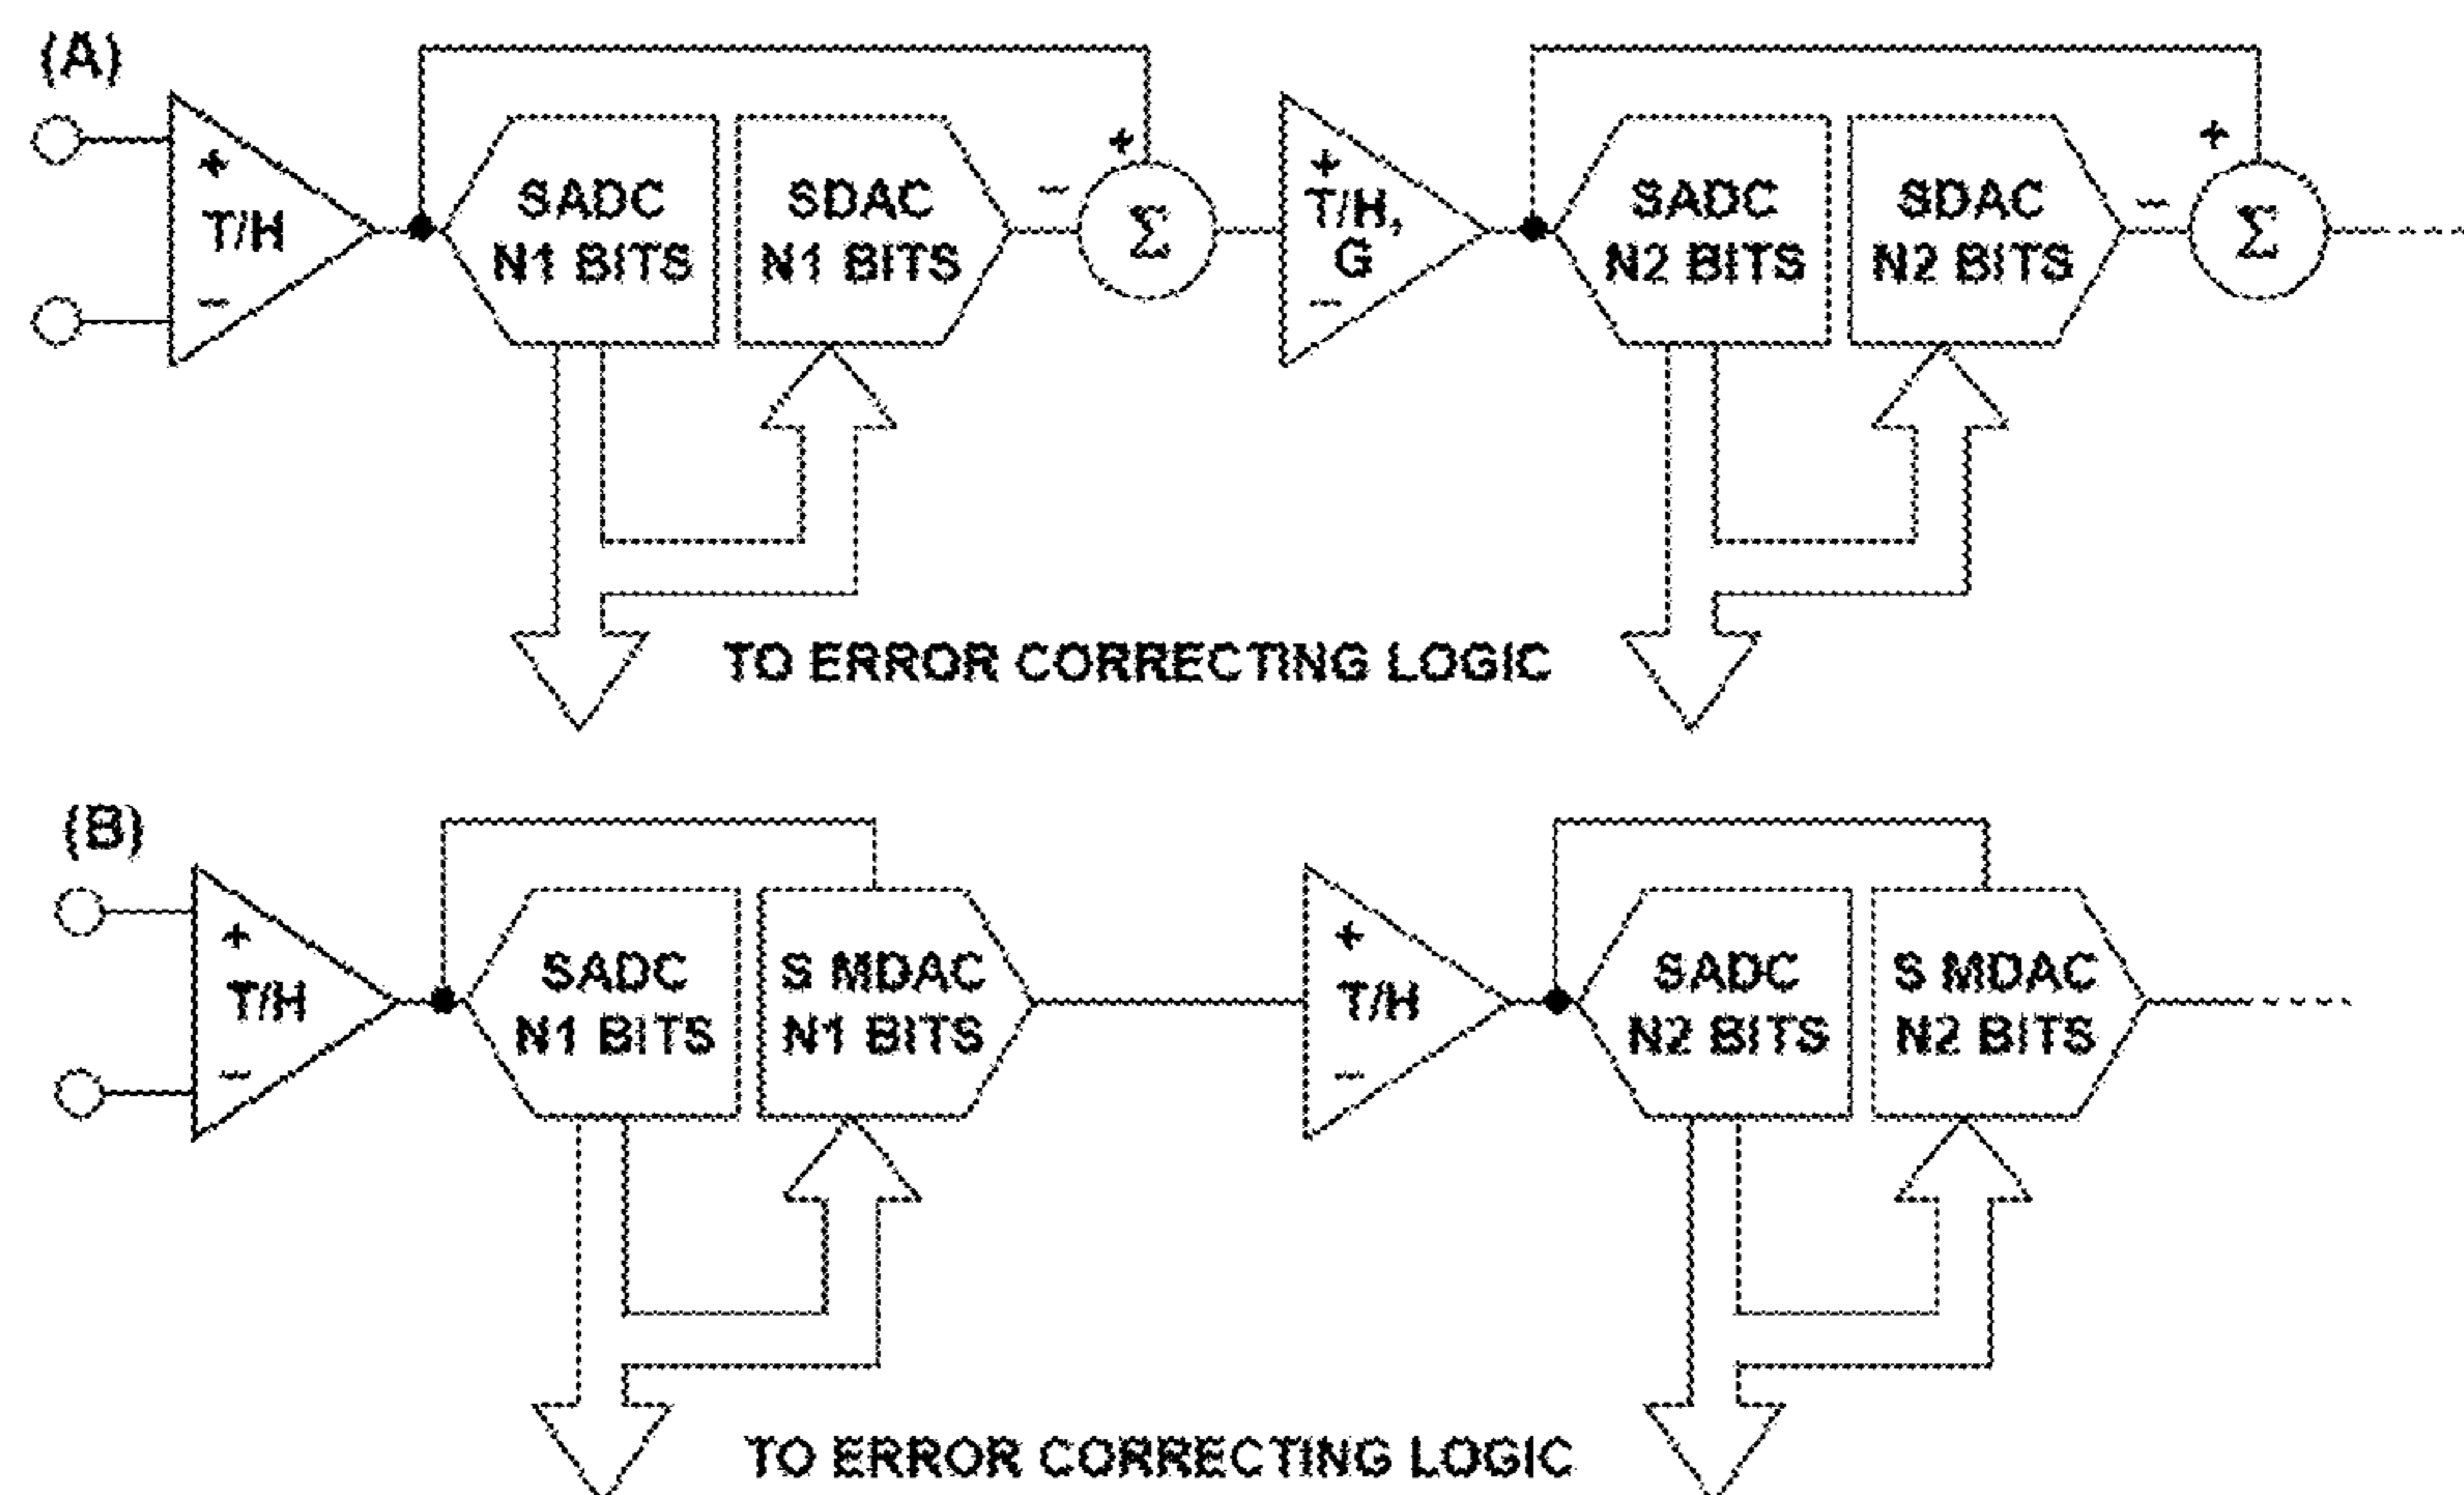 (A)
+
T/H
−
SADC
N1 BITS
SDAC
N1 BITS
+
−
Σ
+
T/H,
G
−
SADC
N2 BITS
SDAC
N2 BITS
+
−
Σ
TO ERROR CORRECTING LOGIC
(B)
+
T/H
−
SADC
N1 BITS
S MDAC
N1 BITS
+
T/H
−
SADC
N2 BITS
S MDAC
N2 BITS
TO ERROR CORRECTING LOGIC